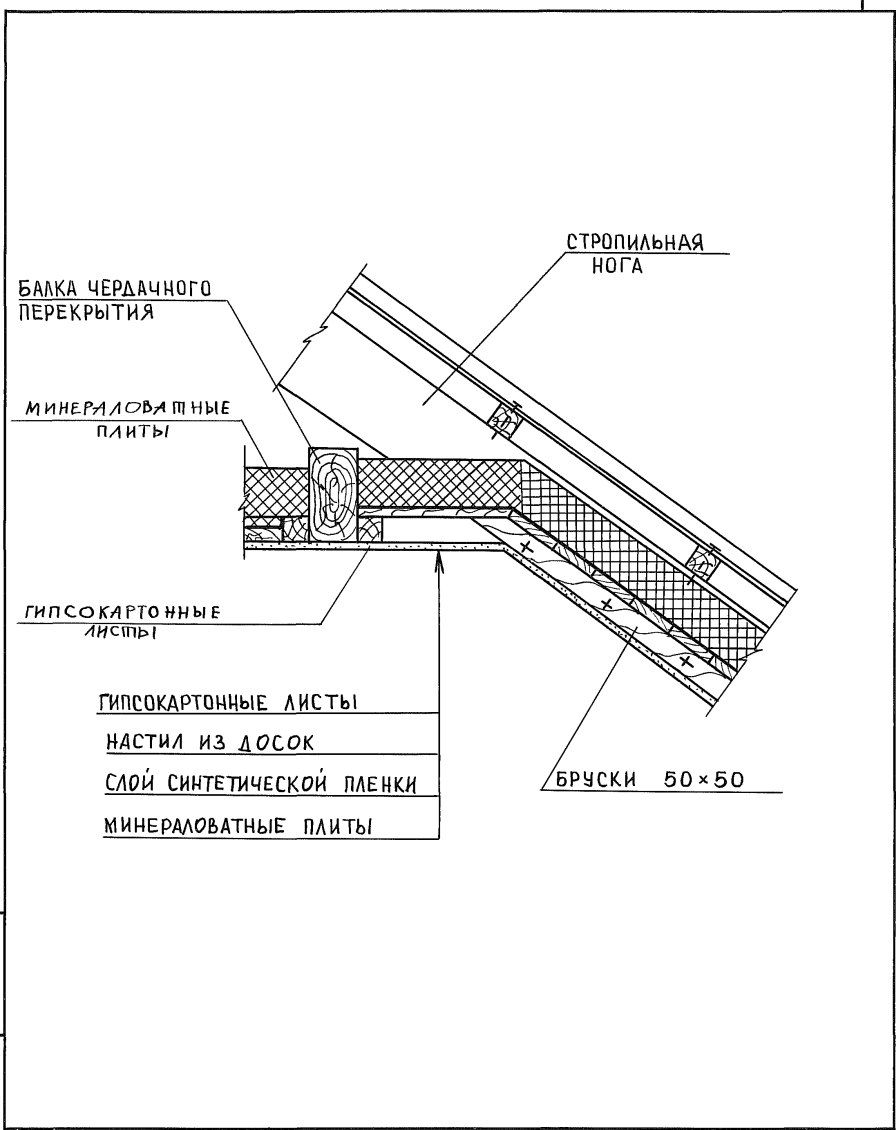 СТРОПИЛЬНАЯ
НОГА
БАЛКА ЧЕРДАЧНОГО
ПЕРЕКРЫТИЯ
МИНЕРАЛОВАТНЫЕ
ПЛИТЫ
ГИПСОКАРТОННЫЕ
ЛИСТЫ
ГИПСОКАРТОННЫЕ ЛИСТЫ
НАСТИЛ ИЗ ДОСОК
СЛОЙ СИНТЕТИЧЕСКОЙ ПЛЕНКИ
МИНЕРАЛОВАТНЫЕ ПЛИТЫ
БРУСКИ 50×50